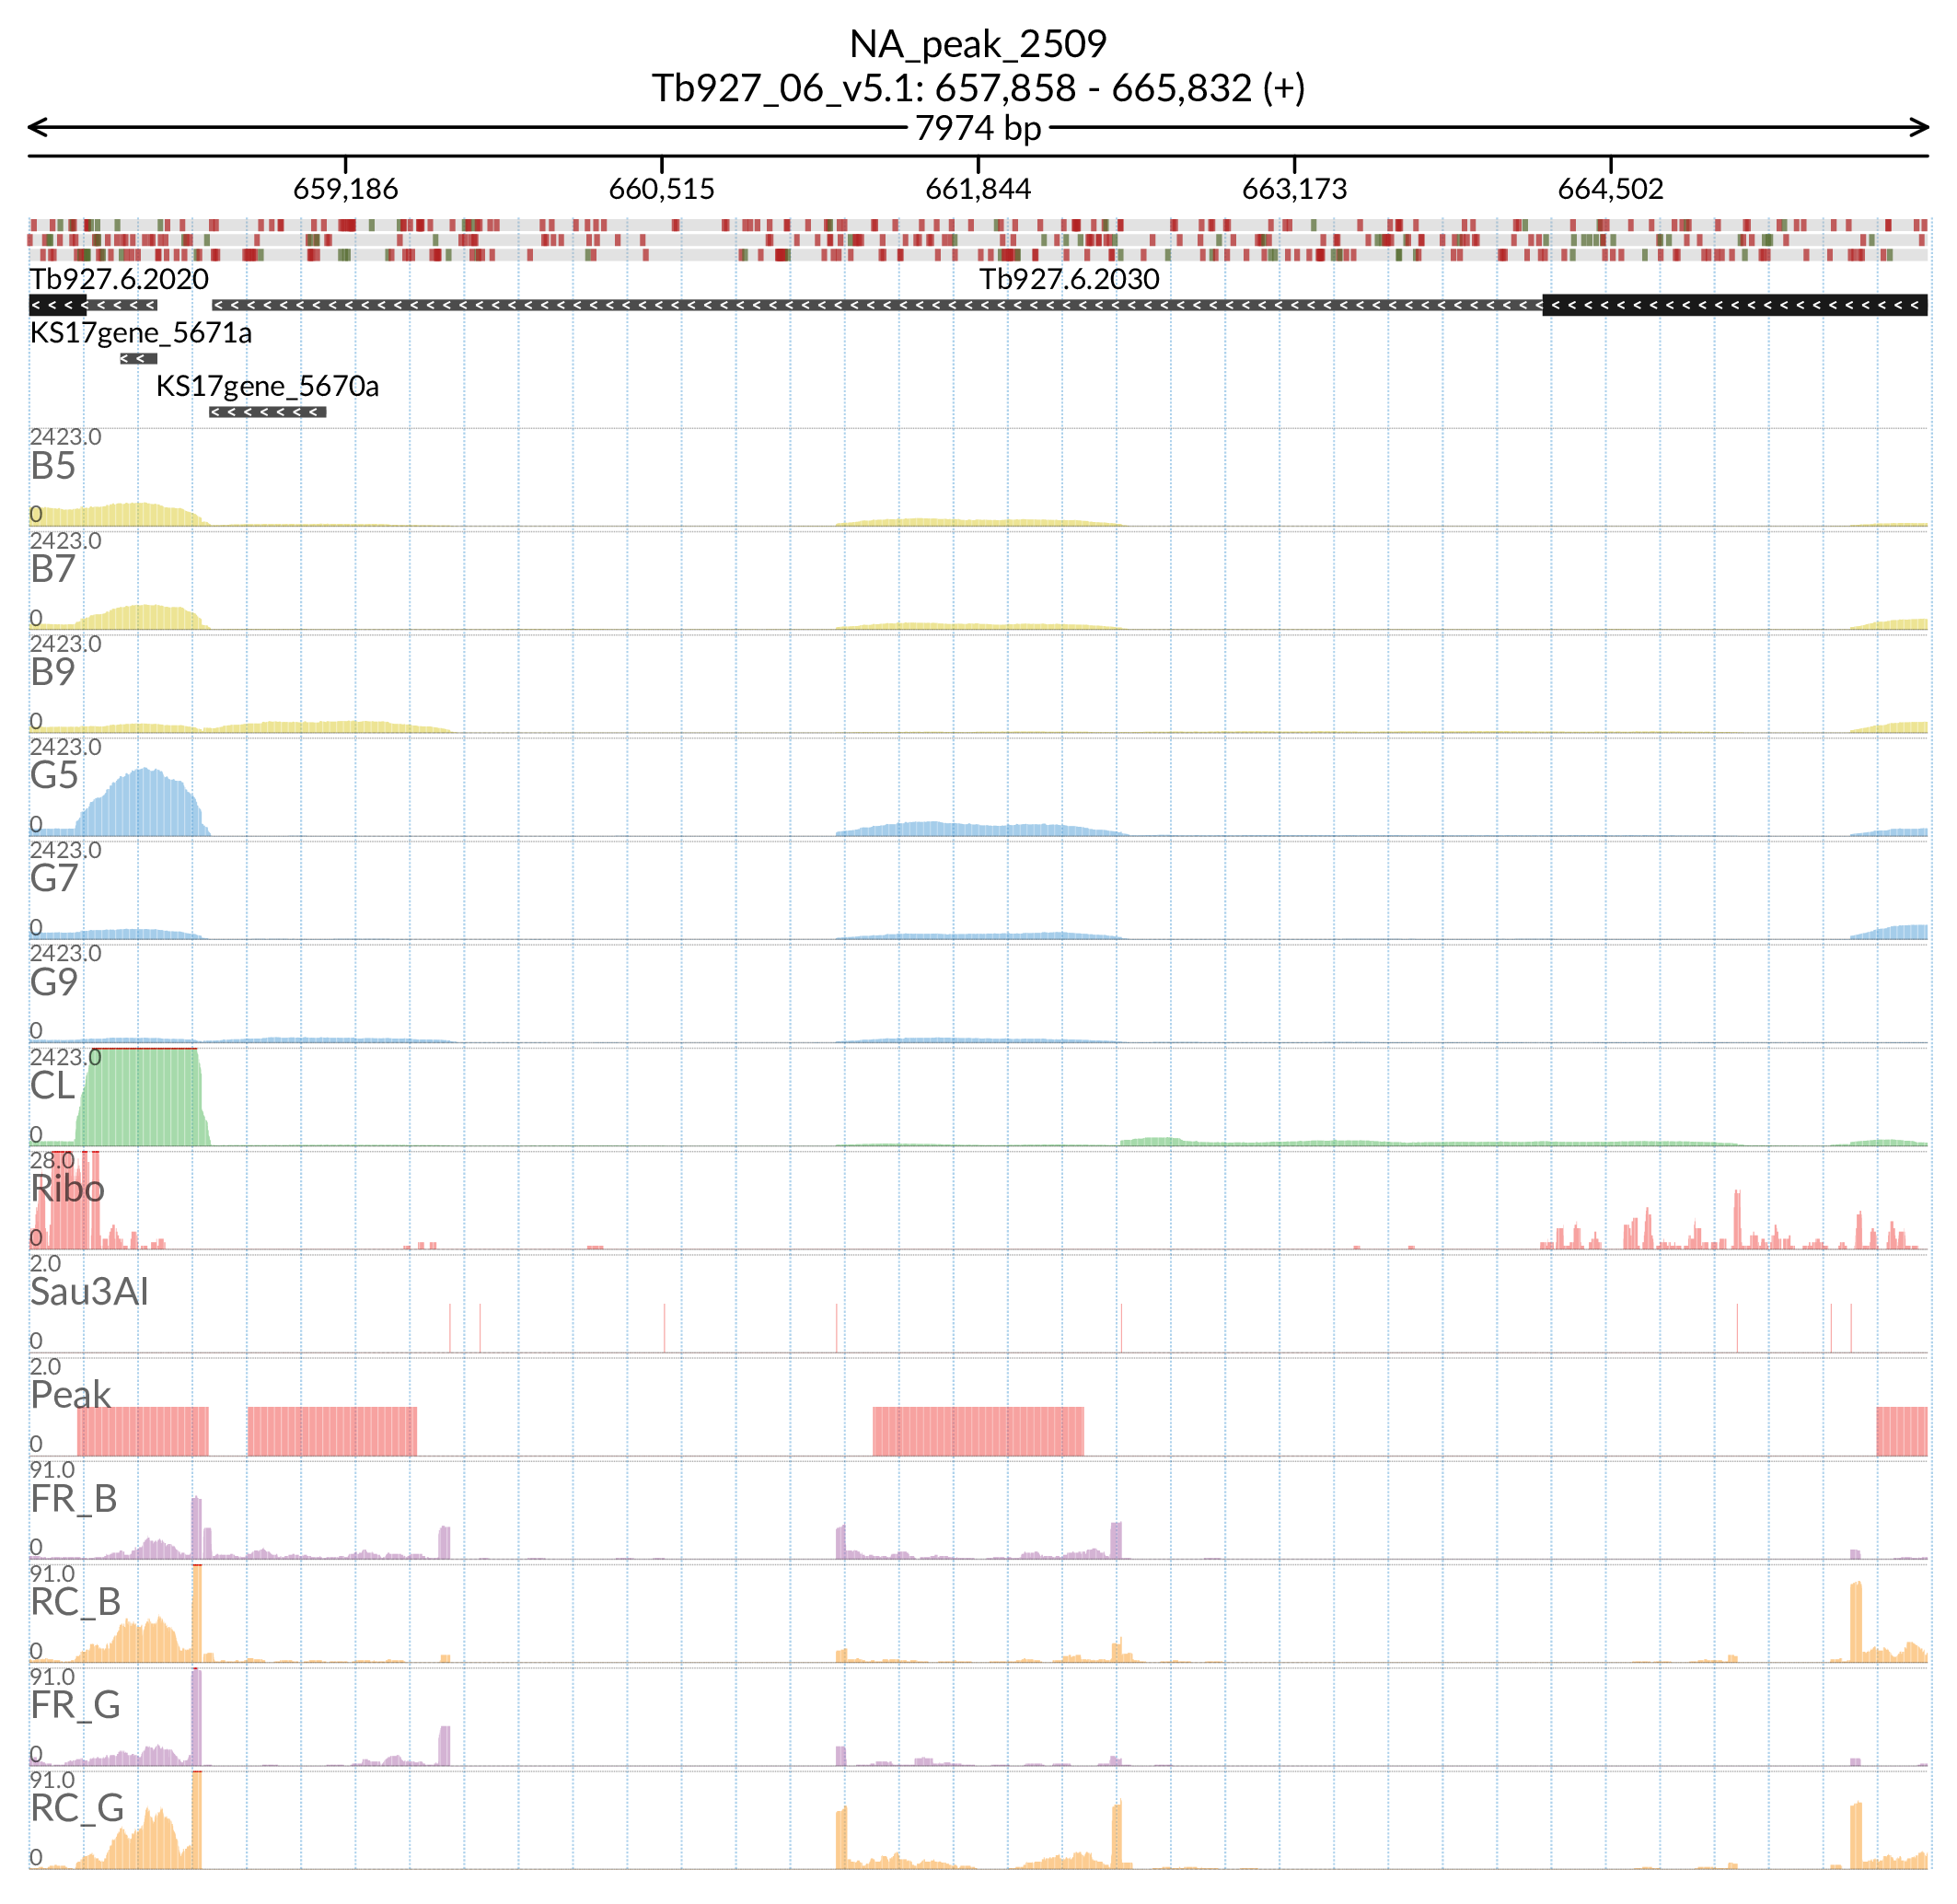 NA_peak_2509
Tb927_06_v5.1: 657,858 - 665,832 (+)
7974 bp
659,186 660,515 661,844 663,173 664,502
Tb927.6.2020 Tb927.6.2030
KS17gene_5671a
KS17gene_5670a
2423.0
B5
0
2423.0
B7
0
2423.0
B9
0
2423.0
G5
0
2423.0
G7
0
2423.0
G9
0
2423.0
CL
0
28.0
Ribo
0
2.0
Sau3AI
0
2.0
Peak
0
91.0
FR_B
0
91.0
RC_B
0
91.0
FR_G
0
91.0
RC_G
0